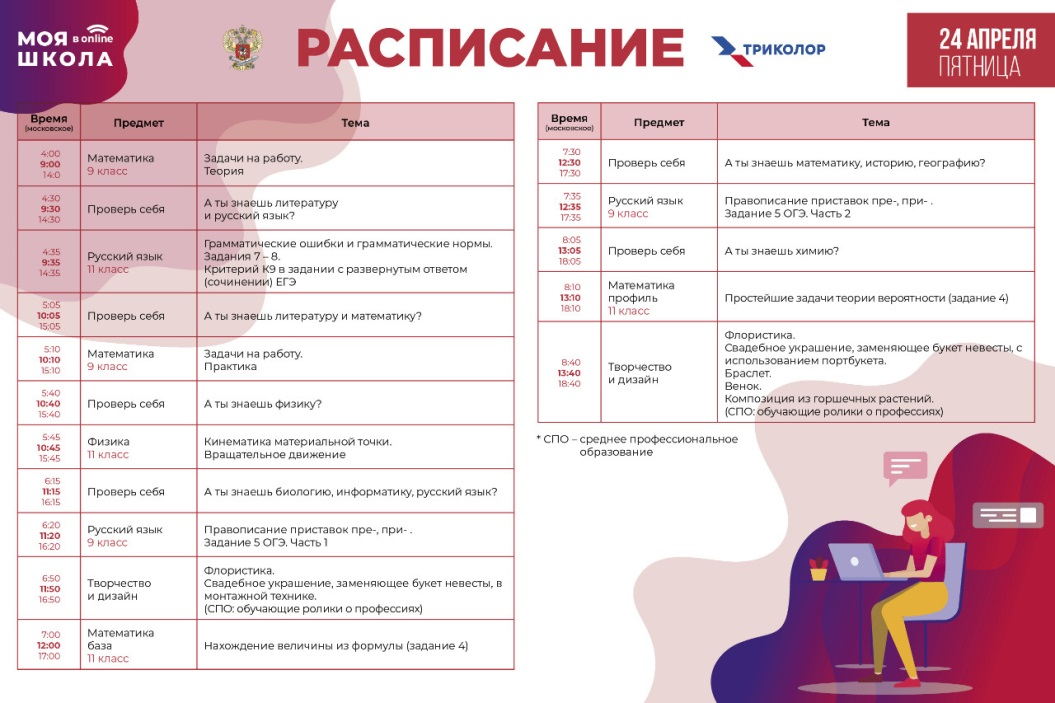 МОЯ в online
ШКОЛА
РАСПИСАНИЕ
ТРИКОЛОР
24 АПРЕЛЯ
ПЯТНИЦА
Время
(московское)
Предмет
Тема
4:00
9:00
14:0
Математика
9 класс
Задачи на работу.
Теория
4:30
9:30
14:30
Проверь себя
А ты знаешь литературу
и русский язык?
4:35
9:35
14:35
Русский язык
11 класс
Грамматические ошибки и грамматические нормы.
Задания 7 – 8.
Критерий К9 в задании с развернутым ответом
(сочинении) ЕГЭ
5:05
10:05
15:05
Проверь себя
А ты знаешь литературу и математику?
5:10
10:10
15:10
Математика
9 класс
Задачи на работу.
Практика
5:40
10:40
15:40
Проверь себя
А ты знаешь физику?
5:45
10:45
15:45
Физика
11 класс
Кинематика материальной точки.
Вращательное движение
6:15
11:15
16:15
Проверь себя
А ты знаешь биологию, информатику, русский язык?
6:20
11:20
16:20
Русский язык
9 класс
Правописание приставок пре-, при- .
Задание 5 ОГЭ. Часть 1
6:50
11:50
16:50
Творчество
и дизайн
Флористика.
Свадебное украшение, заменяющее букет невесты, в
монтажной технике.
(СПО: обучающие ролики о профессиях)
7:00
12:00
17:00
Математика
база
11 класс
Нахождение величины из формулы (задание 4)
Время
(московское)
Предмет
Тема
7:30
12:30
17:30
Проверь себя
А ты знаешь математику, историю, географию?
7:35
12:35
17:35
Русский язык
9 класс
Правописание приставок пре-, при- .
Задание 5 ОГЭ. Часть 2
8:05
13:05
18:05
Проверь себя
А ты знаешь химию?
8:10
13:10
18:10
Математика
профиль
11 класс
Простейшие задачи теории вероятности (задание 4)
8:40
13:40
18:40
Творчество
и дизайн
Флористика.
Свадебное украшение, заменяющее букет невесты, с
использованием портбукета.
Браслет.
Венок.
Композиция из горшечных растений.
(СПО: обучающие ролики о профессиях)
* СПО – среднее профессиональное
образование